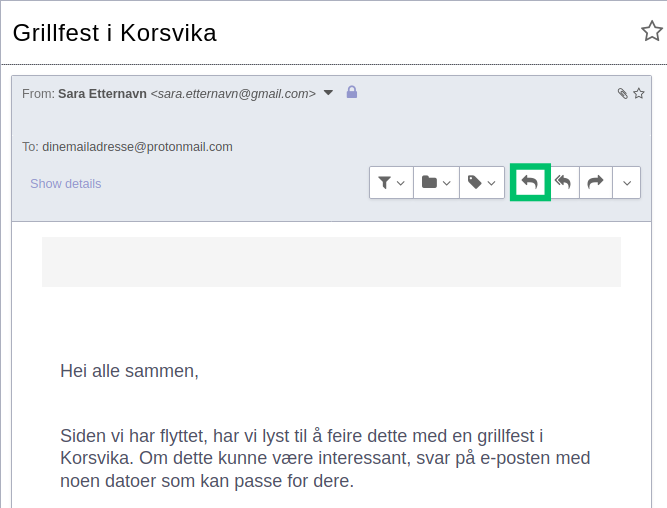 Grillfest i Korsvika
From: Sara Etternavn <sara.etternavn@gmail.com>
To: dinemailadresse@protonmail.com
Show details
Hei alle sammen,
Siden vi har flyttet, har vi lyst til å feire dette med en grillfest i
Korsvika. Om dette kunne være interessant, svar på e-posten med
noen datoer som kan passe for dere.